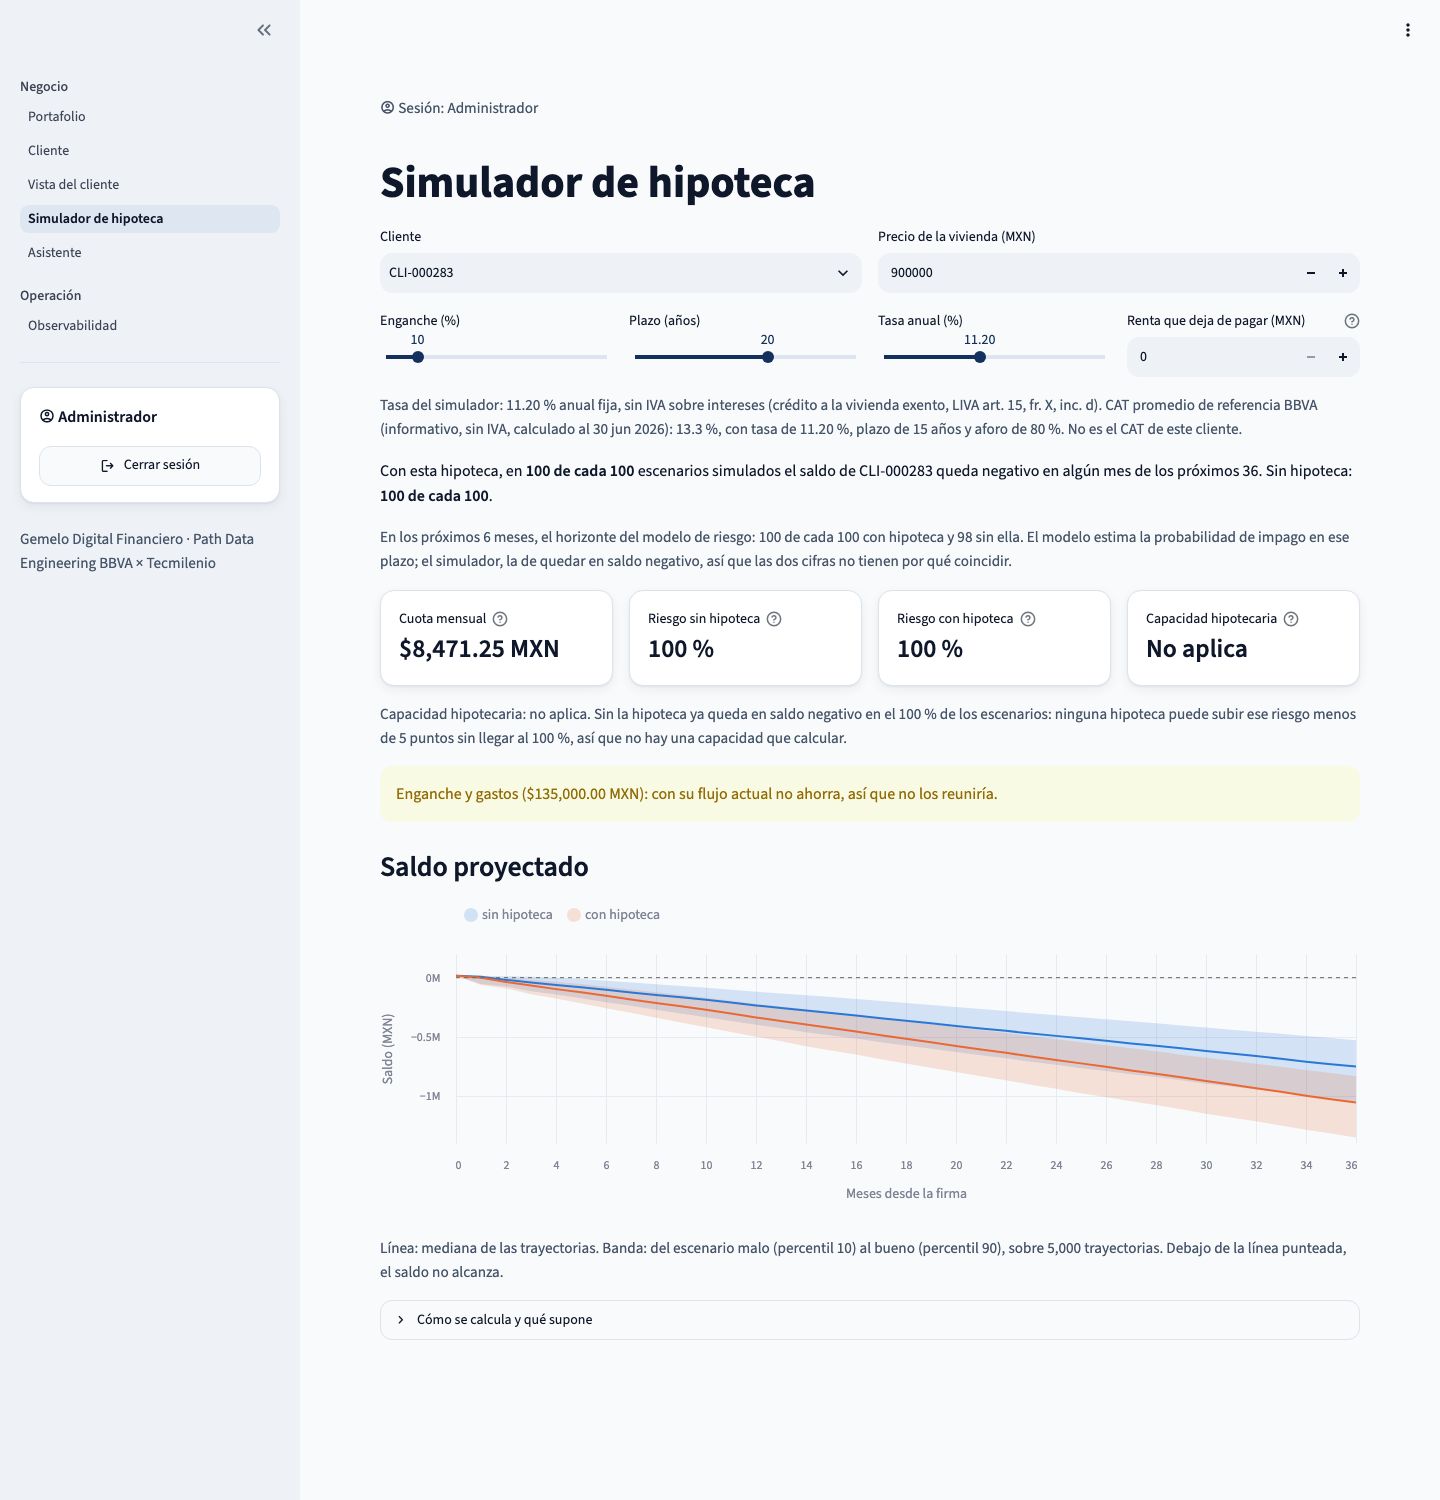 Negocio
Portafolio
Cliente
Vista del cliente
Simulador de hipoteca
Asistente
Operación
Observabilidad
Administrador
Cerrar sesión
Gemelo Digital Financiero · Path Data
Engineering BBVA × Tecmilenio
Sesión: Administrador
Simulador de hipoteca
Cliente
Precio de la vivienda (MXN)
CLI-000283
900000
Enganche (%)
Plazo (años)
Tasa anual (%)
Renta que deja de pagar (MXN)
10
20
11.20
0
Tasa del simulador: 11.20 % anual fija, sin IVA sobre intereses (crédito a la vivienda exento, LIVA art. 15, fr. X, inc. d). CAT promedio de referencia BBVA
(informativo, sin IVA, calculado al 30 jun 2026): 13.3 %, con tasa de 11.20 %, plazo de 15 años y aforo de 80 %. No es el CAT de este cliente.
Con esta hipoteca, en 100 de cada 100 escenarios simulados el saldo de CLI-000283 queda negativo en algún mes de los próximos 36. Sin hipoteca:
100 de cada 100.
En los próximos 6 meses, el horizonte del modelo de riesgo: 100 de cada 100 con hipoteca y 98 sin ella. El modelo estima la probabilidad de impago en ese
plazo; el simulador, la de quedar en saldo negativo, así que las dos cifras no tienen por qué coincidir.
Cuota mensual
$8,471.25 MXN
Riesgo sin hipoteca
100 %
Riesgo con hipoteca
100 %
Capacidad hipotecaria
No aplica
Capacidad hipotecaria: no aplica. Sin la hipoteca ya queda en saldo negativo en el 100 % de los escenarios: ninguna hipoteca puede subir ese riesgo menos
de 5 puntos sin llegar al 100 %, así que no hay una capacidad que calcular.
Enganche y gastos ($135,000.00 MXN): con su flujo actual no ahorra, así que no los reuniría.
Saldo proyectado
sin hipoteca
con hipoteca
Saldo (MXN)
0M
−0.5M
−1M
0 2 4 6 8 10 12 14 16 18 20 22 24 26 28 30 32 34 36
Meses desde la firma
Línea: mediana de las trayectorias. Banda: del escenario malo (percentil 10) al bueno (percentil 90), sobre 5,000 trayectorias. Debajo de la línea punteada,
el saldo no alcanza.
Cómo se calcula y qué supone